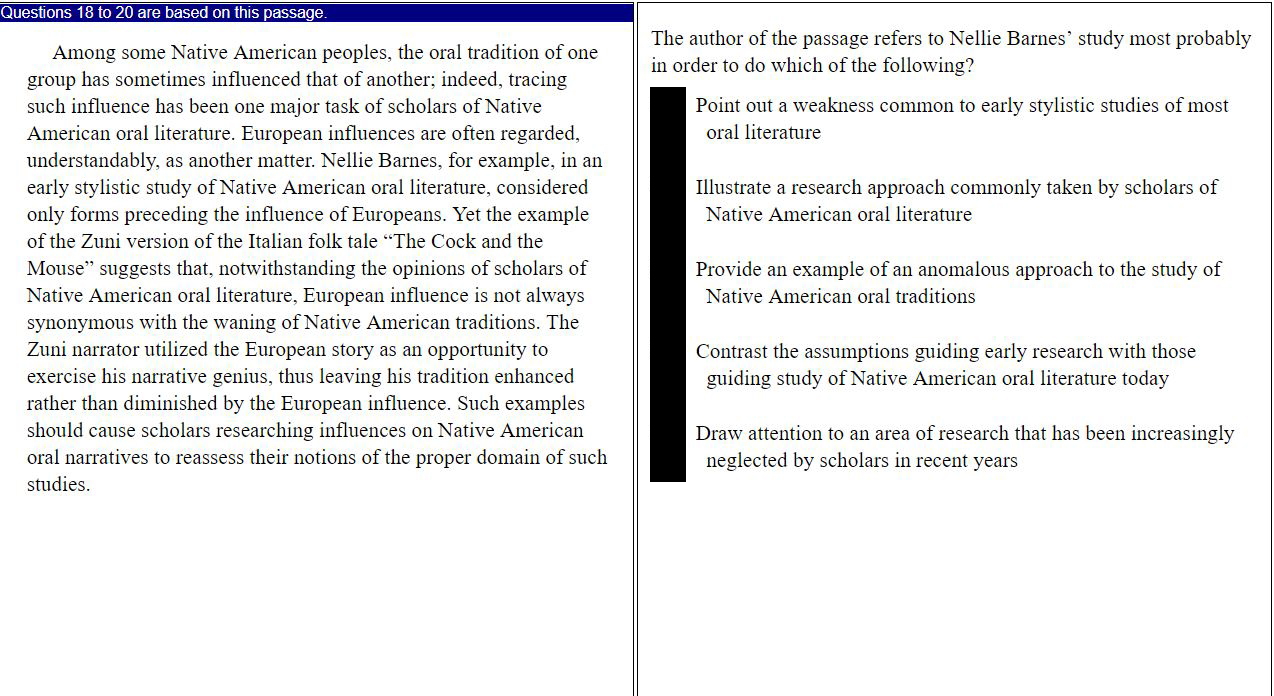 Questions 18 to 20 are based on this passage.
Among some Native American peoples, the oral tradition of one
group has sometimes influenced that of another; indeed, tracing
such influence has been one major task of scholars of Native
American oral literature. European influences are often regarded,
understandably, as another matter. Nellie Barnes, for example, in an
early stylistic study of Native American oral literature, considered
only forms preceding the influence of Europeans. Yet the example
of the Zuni version of the Italian folk tale “The Cock and the
Mouse” suggests that, notwithstanding the opinions of scholars of
Native American oral literature, European influence is not always
synonymous with the waning of Native American traditions. The
Zuni narrator utilized the European story as an opportunity to
exercise his narrative genius, thus leaving his tradition enhanced
rather than diminished by the European influence. Such examples
should cause scholars researching influences on Native American
oral narratives to reassess their notions of the proper domain of such
studies.
The author of the passage refers to Nellie Barnes’ study most probably
in order to do which of the following?
Point out a weakness common to early stylistic studies of most
oral literature
Illustrate a research approach commonly taken by scholars of
Native American oral literature
Provide an example of an anomalous approach to the study of
Native American oral traditions
Contrast the assumptions guiding early research with those
guiding study of Native American oral literature today
Draw attention to an area of research that has been increasingly
neglected by scholars in recent years